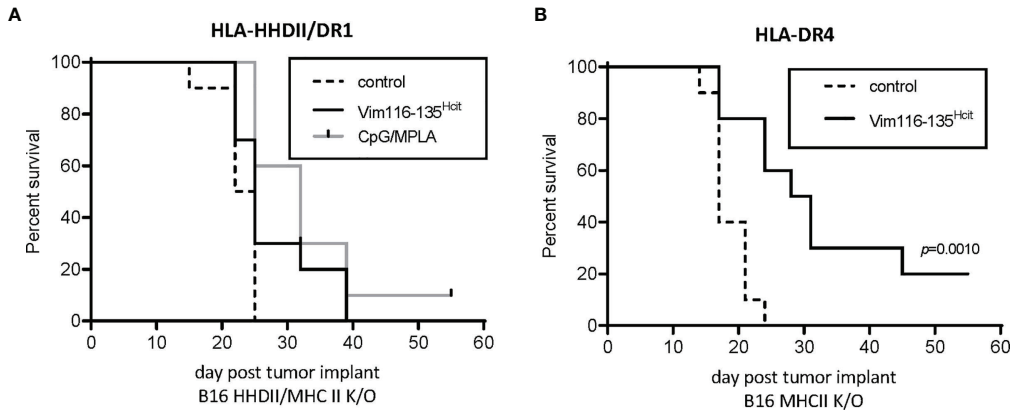 A
HLA-HHDII/DR1
Percent survival
100
80
60
40
20
0
0 10 20 30 40 50 60
control
Vim116-135Hcit
CpG/MPLA
day post tumor implant
B16 HHDII/MHC II K/O
B
HLA-DR4
Percent survival
100
80
60
40
20
0
0 10 20 30 40 50 60
control
Vim116-135Hcit
p=0.0010
day post tumor implant
B16 MHCII K/O